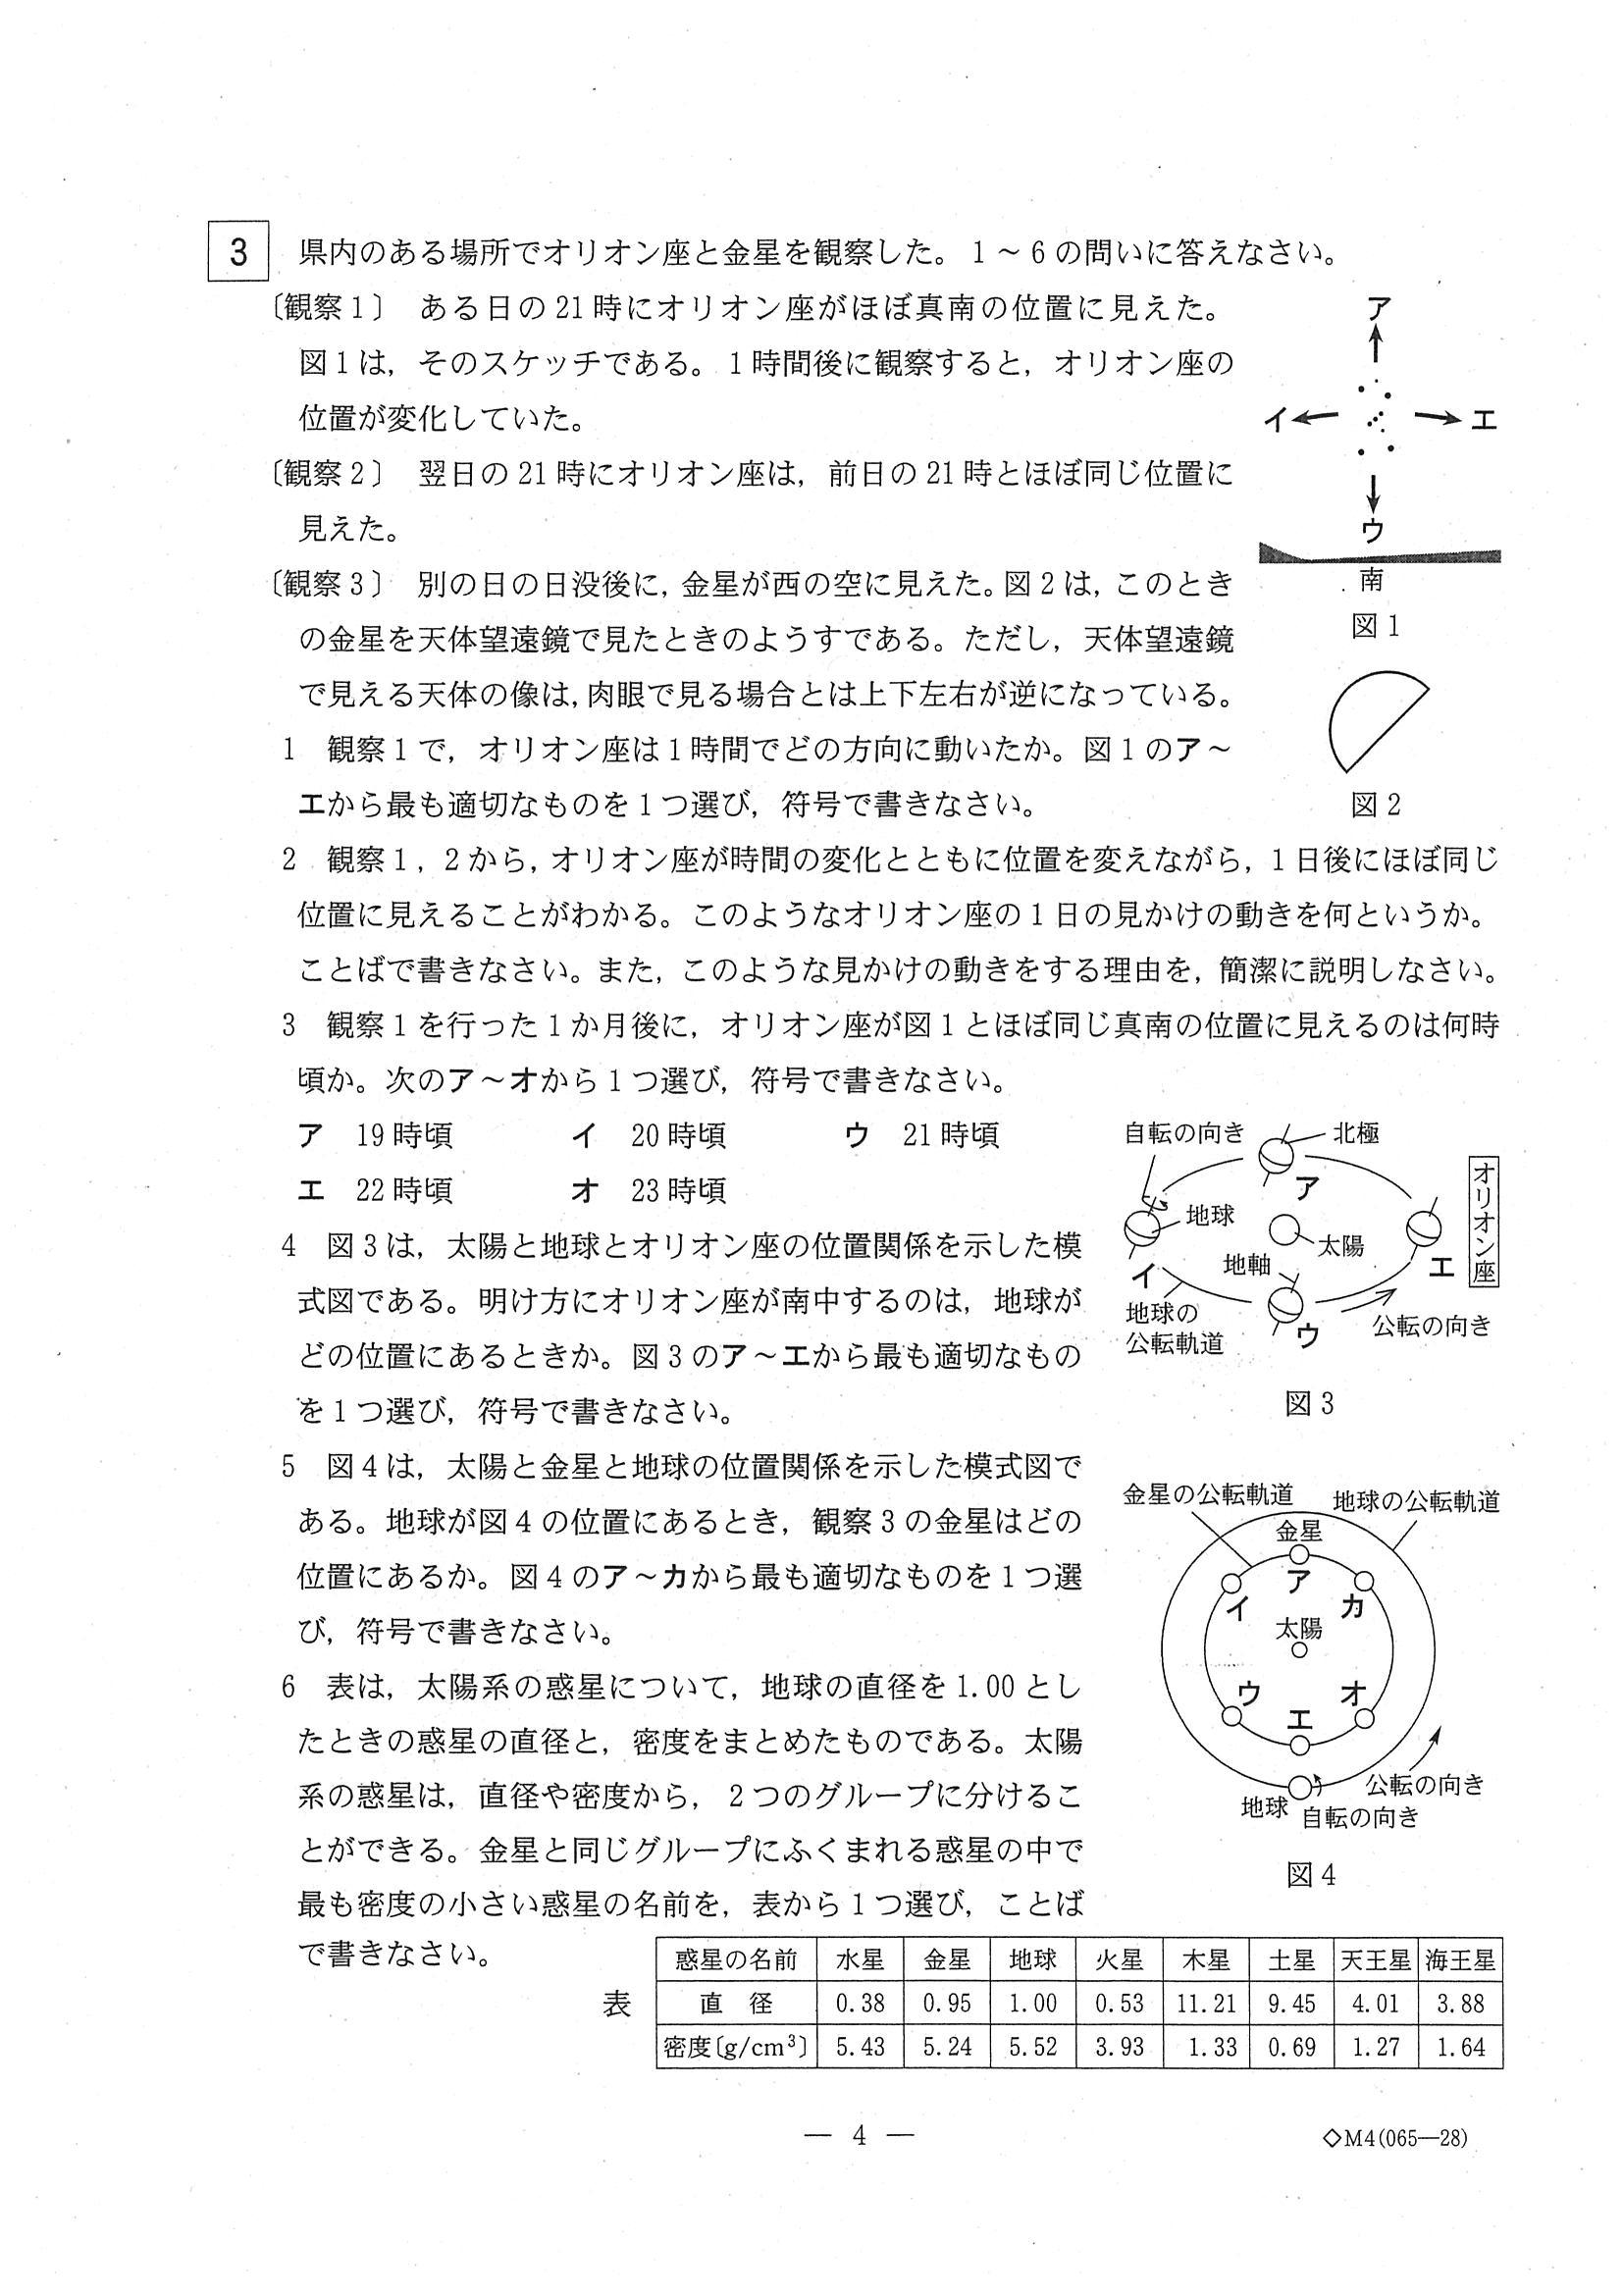 3 県内のある場所でオリオン座と金星を観察した。1～6の問いに答えなさい。
〔観察1〕 ある日の21時にオリオン座がほぼ真南の位置に見えた。
図1は，そのスケッチである。1時間後に観察すると，オリオン座の
位置が変化していた。
〔観察2〕 翌日の21時にオリオン座は，前日の21時とほぼ同じ位置に
見えた。
〔観察3〕 別の日の日没後に，金星が西の空に見えた。図2は，このとき
の金星を天体望遠鏡で見たときのようすである。ただし，天体望遠鏡
で見える天体の像は，肉眼で見る場合とは上下左右が逆になっている。
ア
イ
エ
ウ
南
図1
図2
1 観察1で，オリオン座は1時間でどの方向に動いたか。図1のア～
エから最も適切なものを1つ選び，符号で書きなさい。
2 観察1，2から，オリオン座が時間の変化とともに位置を変えながら，1日後にほぼ同じ
位置に見えることがわかる。このようなオリオン座の1日の見かけの動きを何というか。
ことばで書きなさい。また，このような見かけの動きをする理由を，簡潔に説明しなさい。
3 観察1を行った1か月後に，オリオン座が図1とほぼ同じ真南の位置に見えるのは何時
頃か。次のア～オから1つ選び，符号で書きなさい。
ア 19時頃 イ 20時頃 ウ 21時頃
エ 22時頃 オ 23時頃
4 図3は，太陽と地球とオリオン座の位置関係を示した模
式図である。明け方にオリオン座が南中するのは，地球が
どの位置にあるときか。図3のア～エから最も適切なもの
を1つ選び，符号で書きなさい。
自転の向き
北極
ア
地球
太陽
オリオン座
イ
地軸
エ
地球の
公転軌道
ウ
公転の向き
図3
5 図4は，太陽と金星と地球の位置関係を示した模式図で
ある。地球が図4の位置にあるとき，観察3の金星はどの
位置にあるか。図4のア～カから最も適切なものを1つ選
び，符号で書きなさい。
6 表は，太陽系の惑星について，地球の直径を1.00とし
たときの惑星の直径と，密度をまとめたものである。太陽
系の惑星は，直径や密度から，2つのグループに分けるこ
とができる。金星と同じグループにふくまれる惑星の中で
最も密度の小さい惑星の名前を，表から1つ選び，ことば
で書きなさい。
金星の公転軌道
地球の公転軌道
金星
ア
イ
カ
太陽
ウ
オ
エ
公転の向き
地球
自転の向き
図4
表
惑星の名前 水星 金星 地球 火星 木星 土星 天王星 海王星
直 径 0.38 0.95 1.00 0.53 11.21 9.45 4.01 3.88
密度〔g/cm³〕 5.43 5.24 5.52 3.93 1.33 0.69 1.27 1.64
— 4 —
◇M4(065—28)